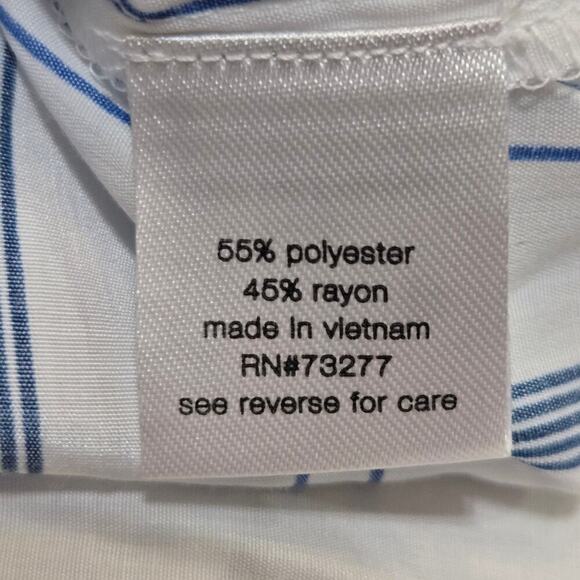 55% polyester
45% rayon
made in vietnam
RN#73277
see reverse for care